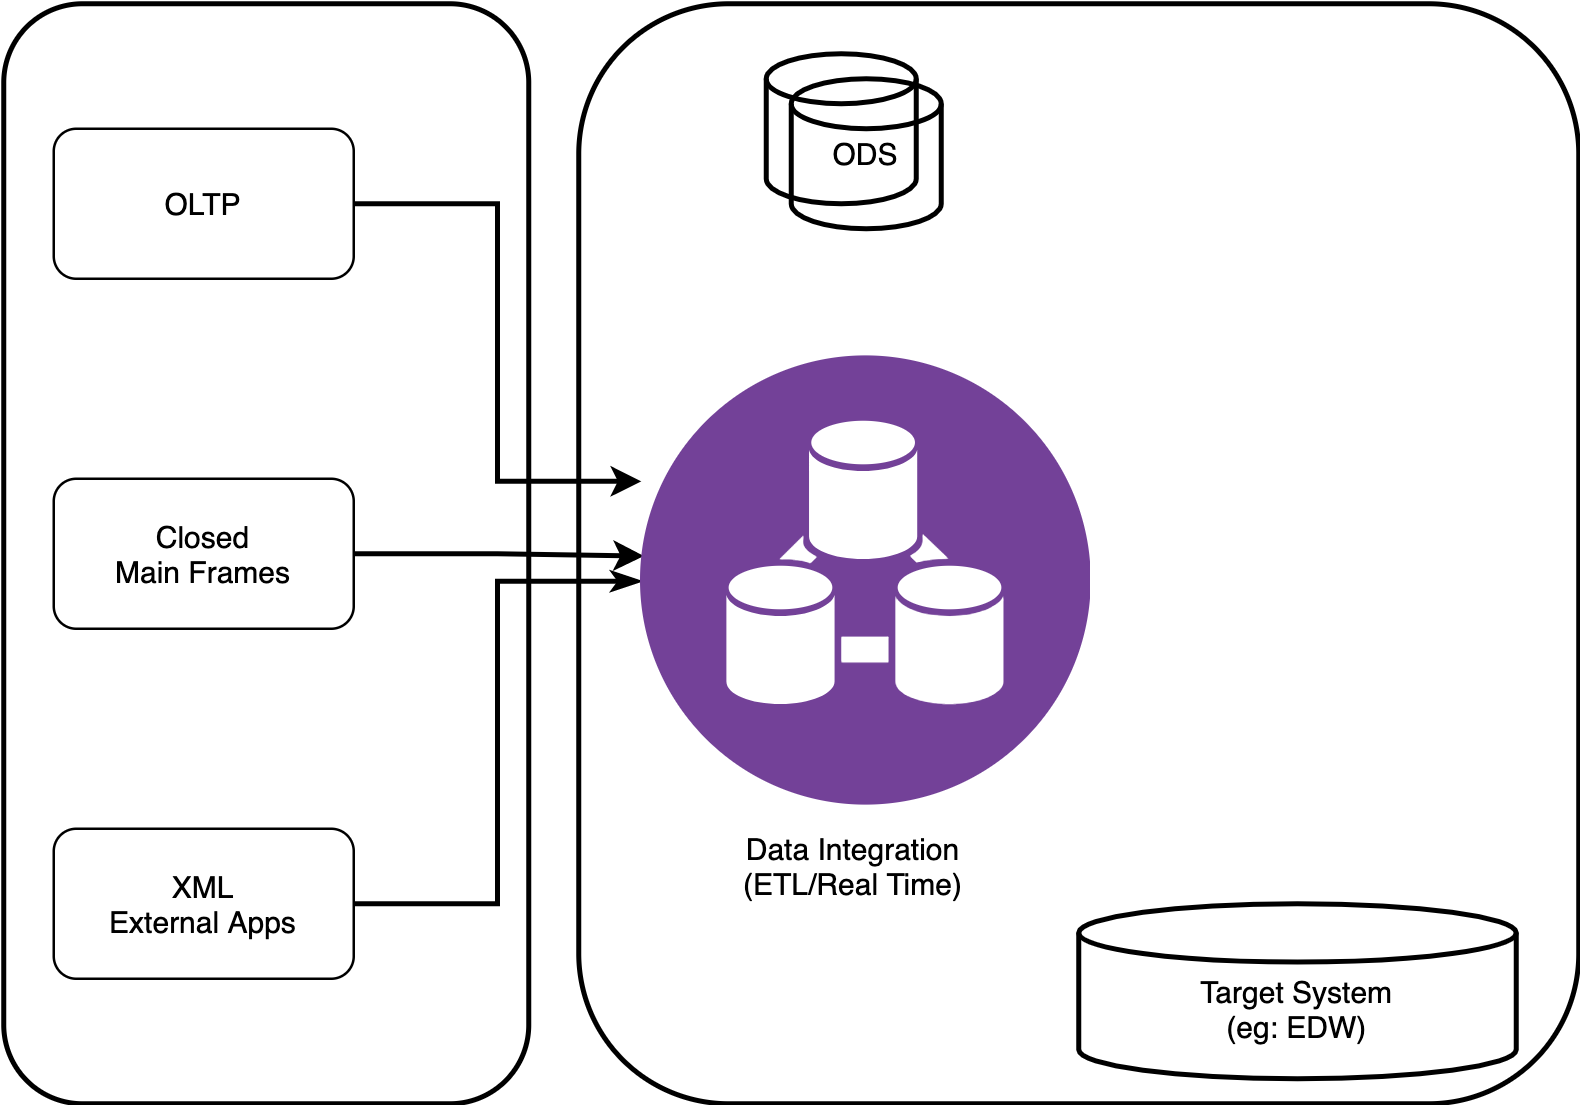 OLTP
Closed
Main Frames
XML
External Apps
ODS
Data Integration
(ETL/Real Time)
Target System
(eg: EDW)